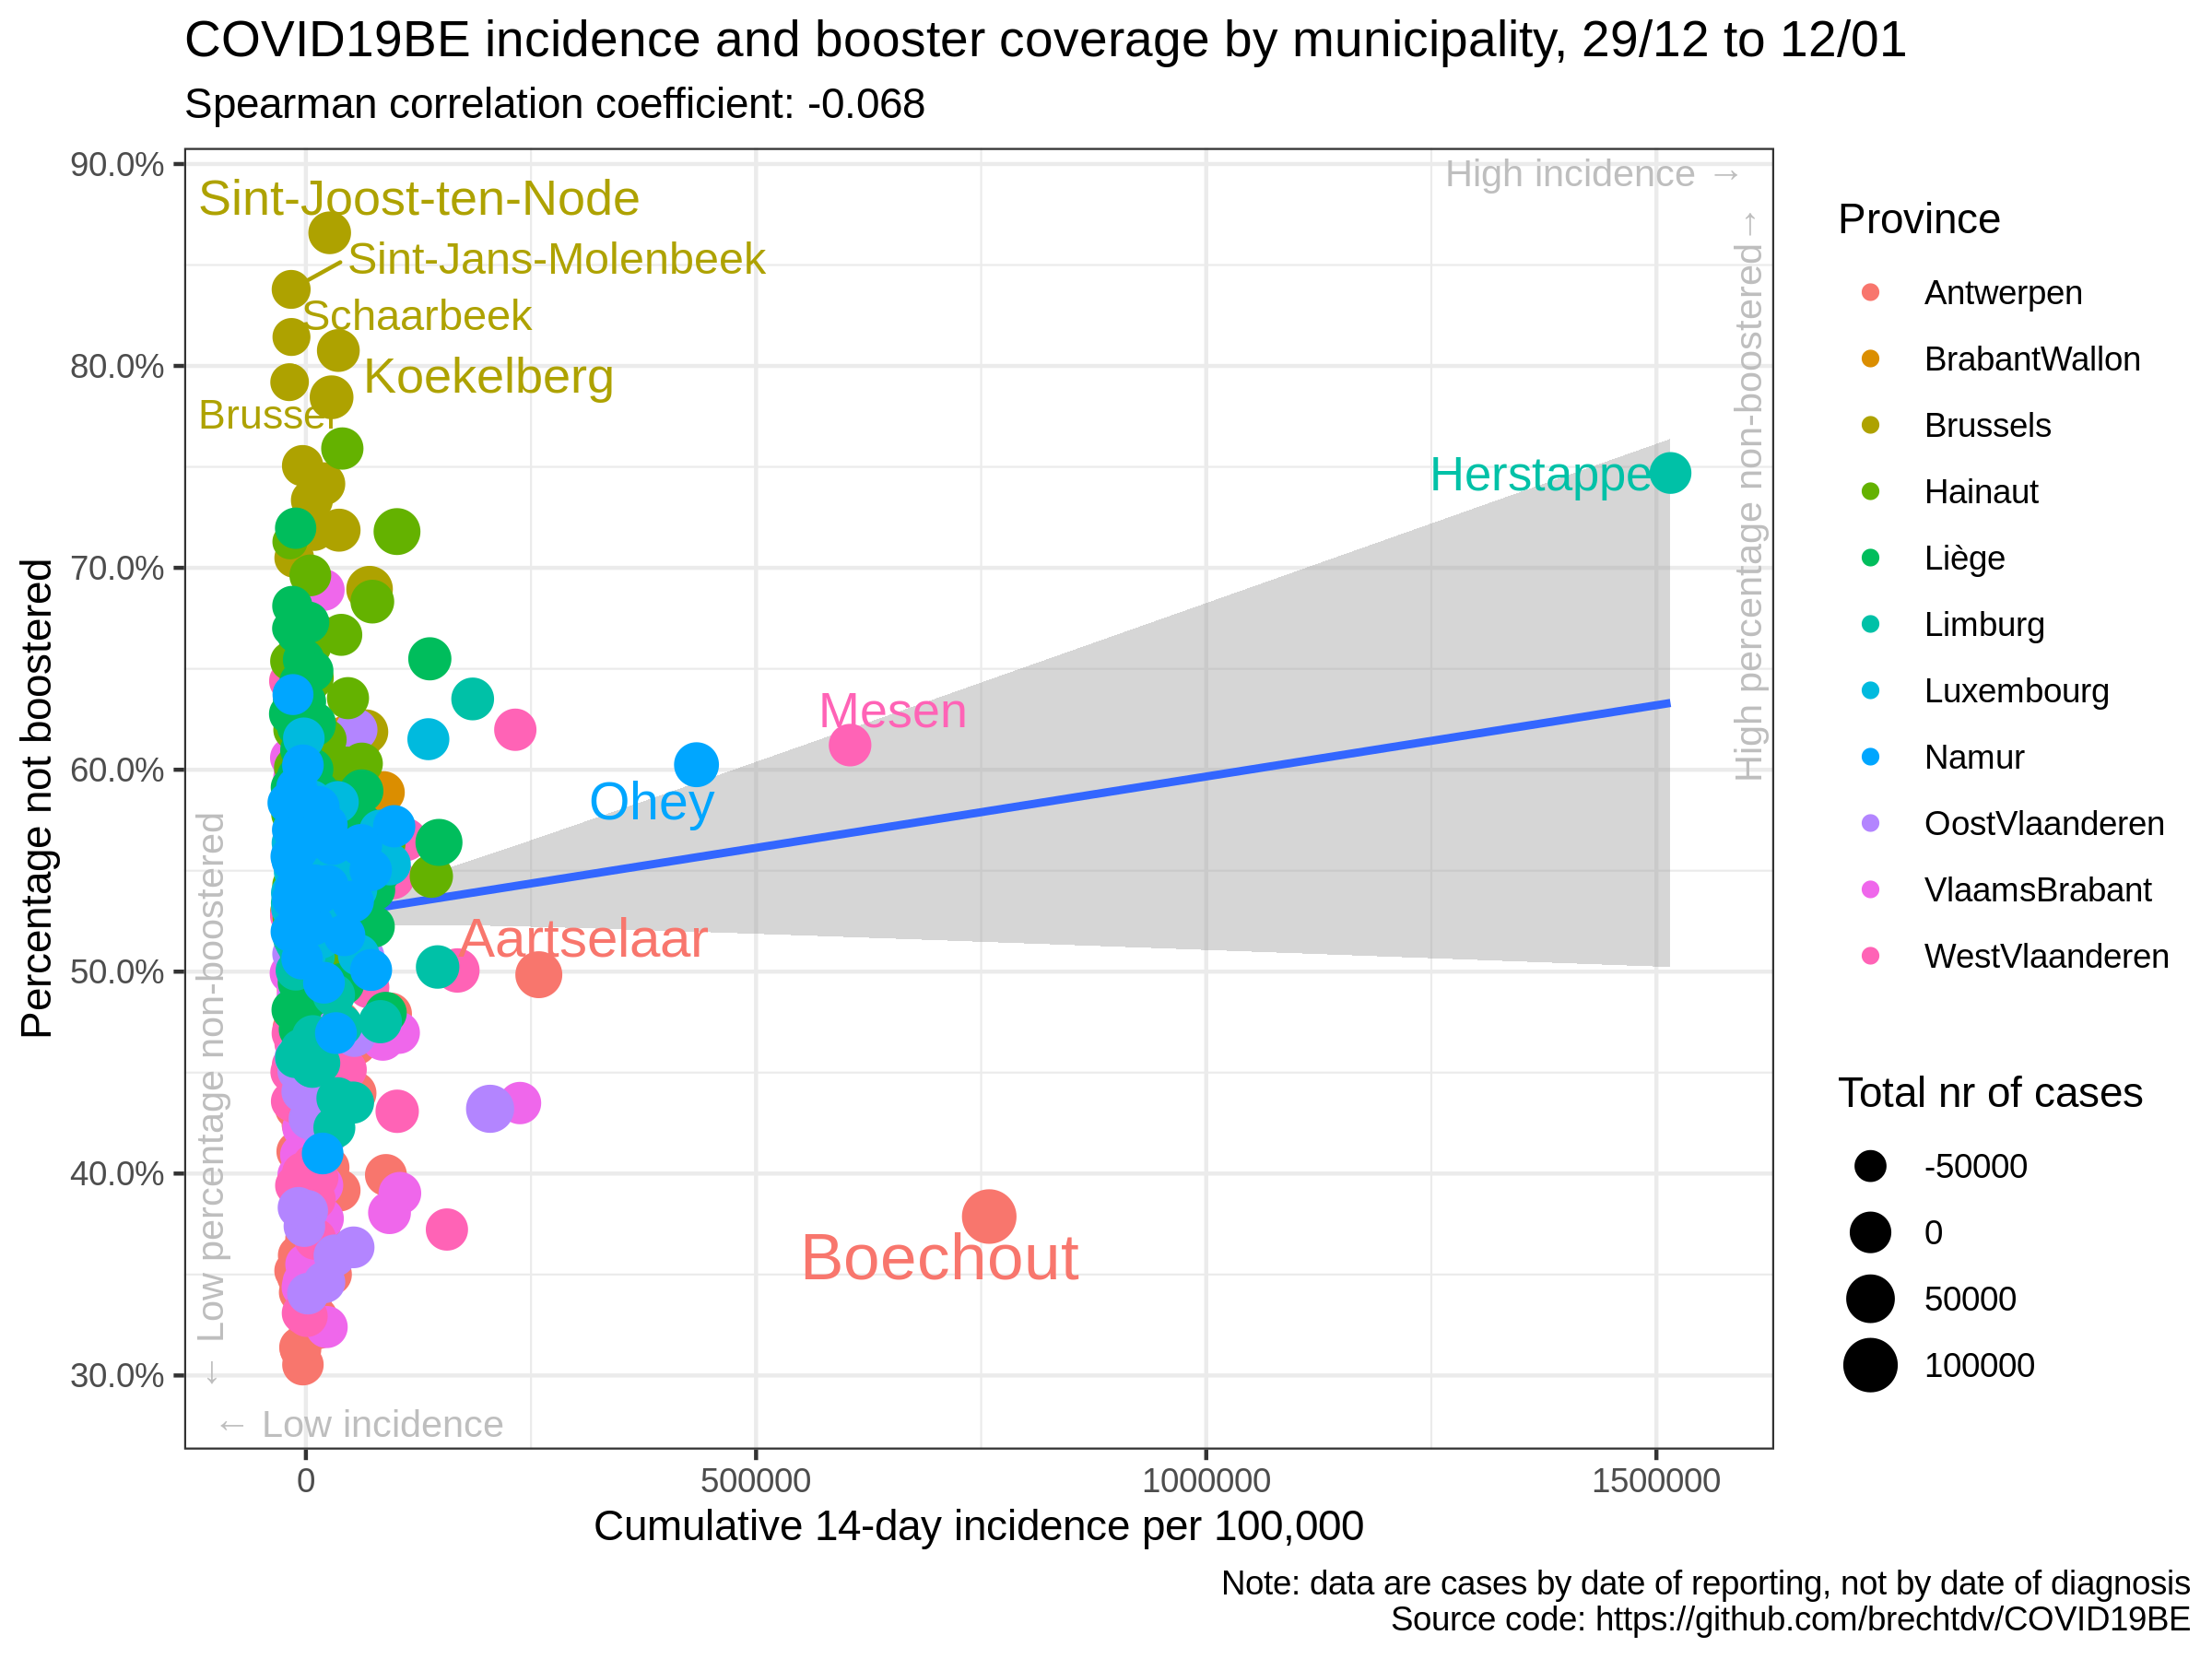 COVID19BE incidence and booster coverage by municipality, 29/12 to 12/01
Spearman correlation coefficient: -0.068
Percentage not boostered
90.0%
80.0%
70.0%
60.0%
50.0%
40.0%
30.0%
High incidence →
High percentage non-boostered →
← Low percentage non-boostered
← Low incidence
Sint-Joost-ten-Node
Sint-Jans-Molenbeek
Schaarbeek
Koekelberg
Brussel
Herstappe
Mesen
Ohey
Aartselaar
Boechout
0
500000
1000000
1500000
Cumulative 14-day incidence per 100,000
Province
Antwerpen
BrabantWallon
Brussels
Hainaut
Liège
Limburg
Luxembourg
Namur
OostVlaanderen
VlaamsBrabant
WestVlaanderen
Total nr of cases
-50000
0
50000
100000
Note: data are cases by date of reporting, not by date of diagnosis
Source code: https://github.com/brechtdv/COVID19BE